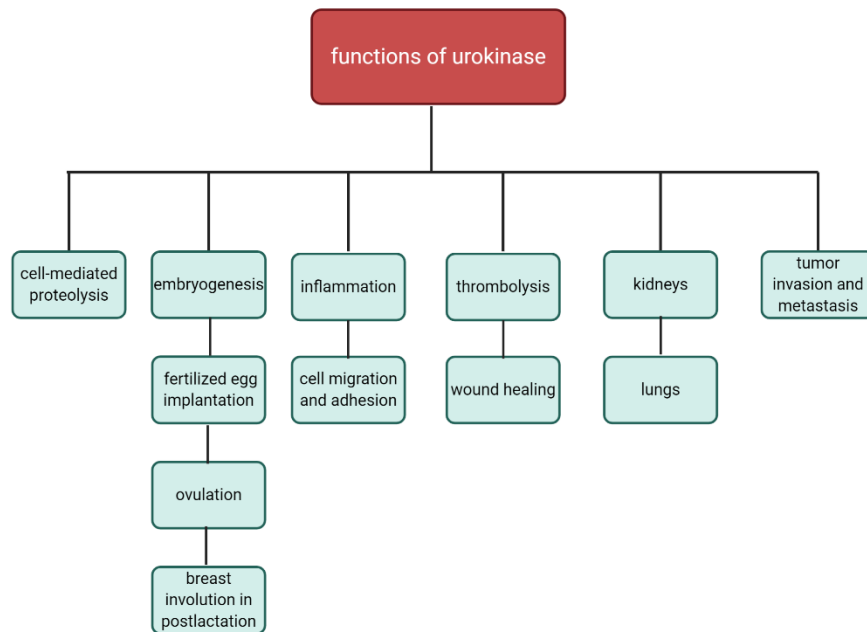 functions of urokinase
cell-mediated
proteolysis
embryogenesis
inflammation
thrombolysis
kidneys
tumor
invasion and
metastasis
fertilized egg
implantation
cell migration
and adhesion
wound healing
lungs
ovulation
breast
involution in
postlactation